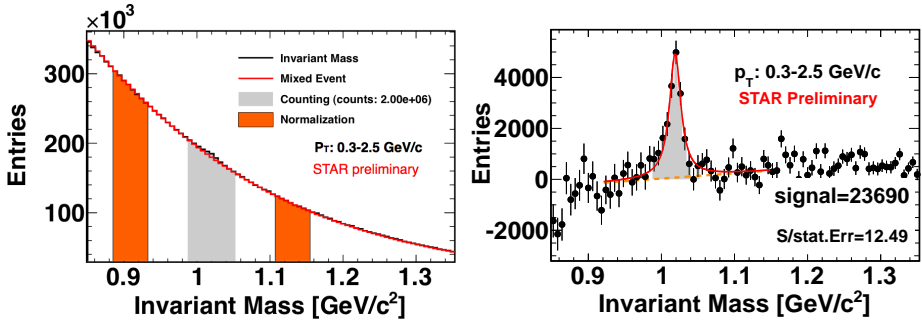 ×10³
300
200
100
Entries
Invariant Mass
Mixed Event
Counting (counts: 2.00e+06)
Normalization
P_T: 0.3-2.5 GeV/c
STAR preliminary
0.9 1 1.1 1.2 1.3
Invariant Mass [GeV/c²]
4000
2000
0
-2000
Entries
p_T: 0.3-2.5 GeV/c
STAR Preliminary
signal=23690
S/stat.Err=12.49
0.9 1 1.1 1.2 1.3
Invariant Mass [GeV/c²]